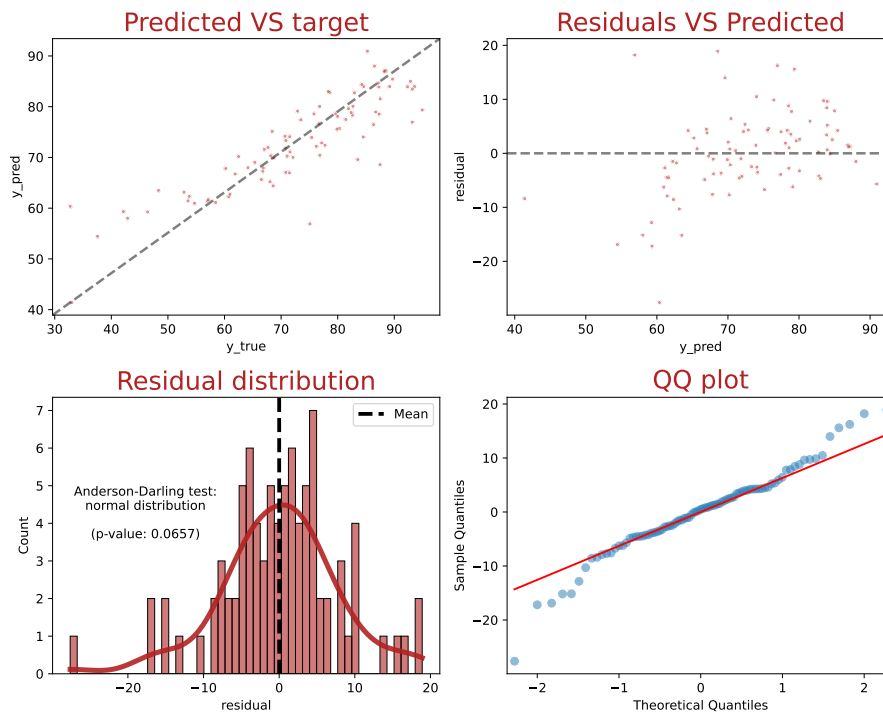 Predicted VS target
90
80
70
60
50
40
y_pred
30
40
50
60
70
80
90
y_true
Residuals VS Predicted
20
10
0
−10
−20
residual
40
50
60
70
80
90
y_pred
Residual distribution
7
6
5
4
3
2
1
0
Count
Mean
Anderson-Darling test:
normal distribution
(p-value: 0.0657)
−20
−10
0
10
20
residual
QQ plot
20
10
0
−10
−20
Sample Quantiles
−2
−1
0
1
2
Theoretical Quantiles